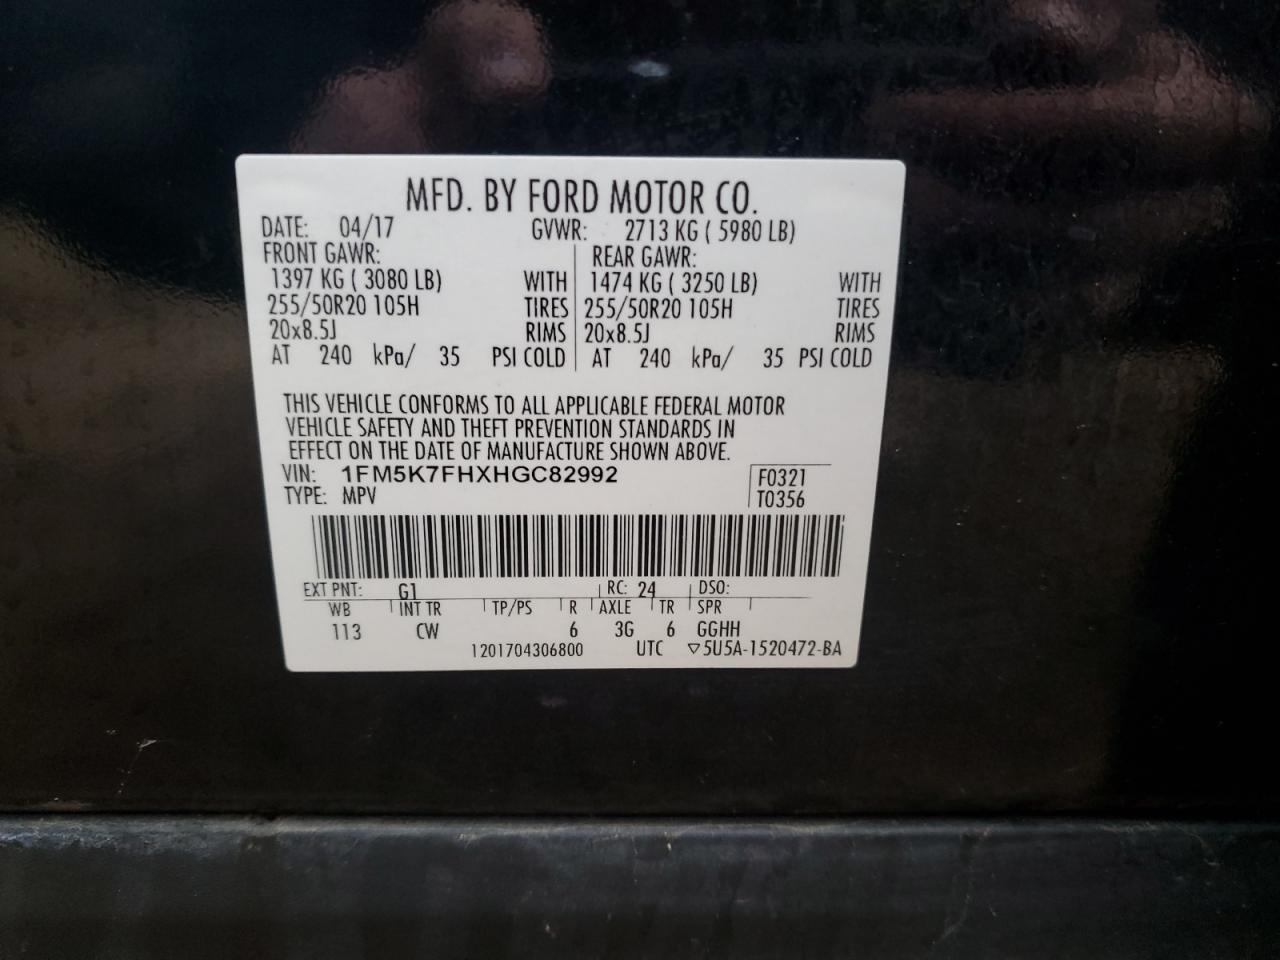 MFD. BY FORD MOTOR CO.
DATE: 04/17 GVWR: 2713 KG ( 5980 LB)
FRONT GAWR: REAR GAWR:
1397 KG ( 3080 LB) WITH 1474 KG ( 3250 LB) WITH
255/50R20 105H TIRES 255/50R20 105H TIRES
20x8.5J RIMS 20x8.5J RIMS
AT 240 kPa/ 35 PSI COLD AT 240 kPa/ 35 PSI COLD
THIS VEHICLE CONFORMS TO ALL APPLICABLE FEDERAL MOTOR
VEHICLE SAFETY AND THEFT PREVENTION STANDARDS IN
EFFECT ON THE DATE OF MANUFACTURE SHOWN ABOVE.
VIN: 1FM5K7FHXHGC82992 F0321
TYPE: MPV T0356
EXT PNT: G1 RC: 24 DSO:
WB INT TR TP/PS R AXLE TR SPR
113 CW 6 3G 6 GGHH
1201704306800 UTC ▽5U5A-1520472-BA